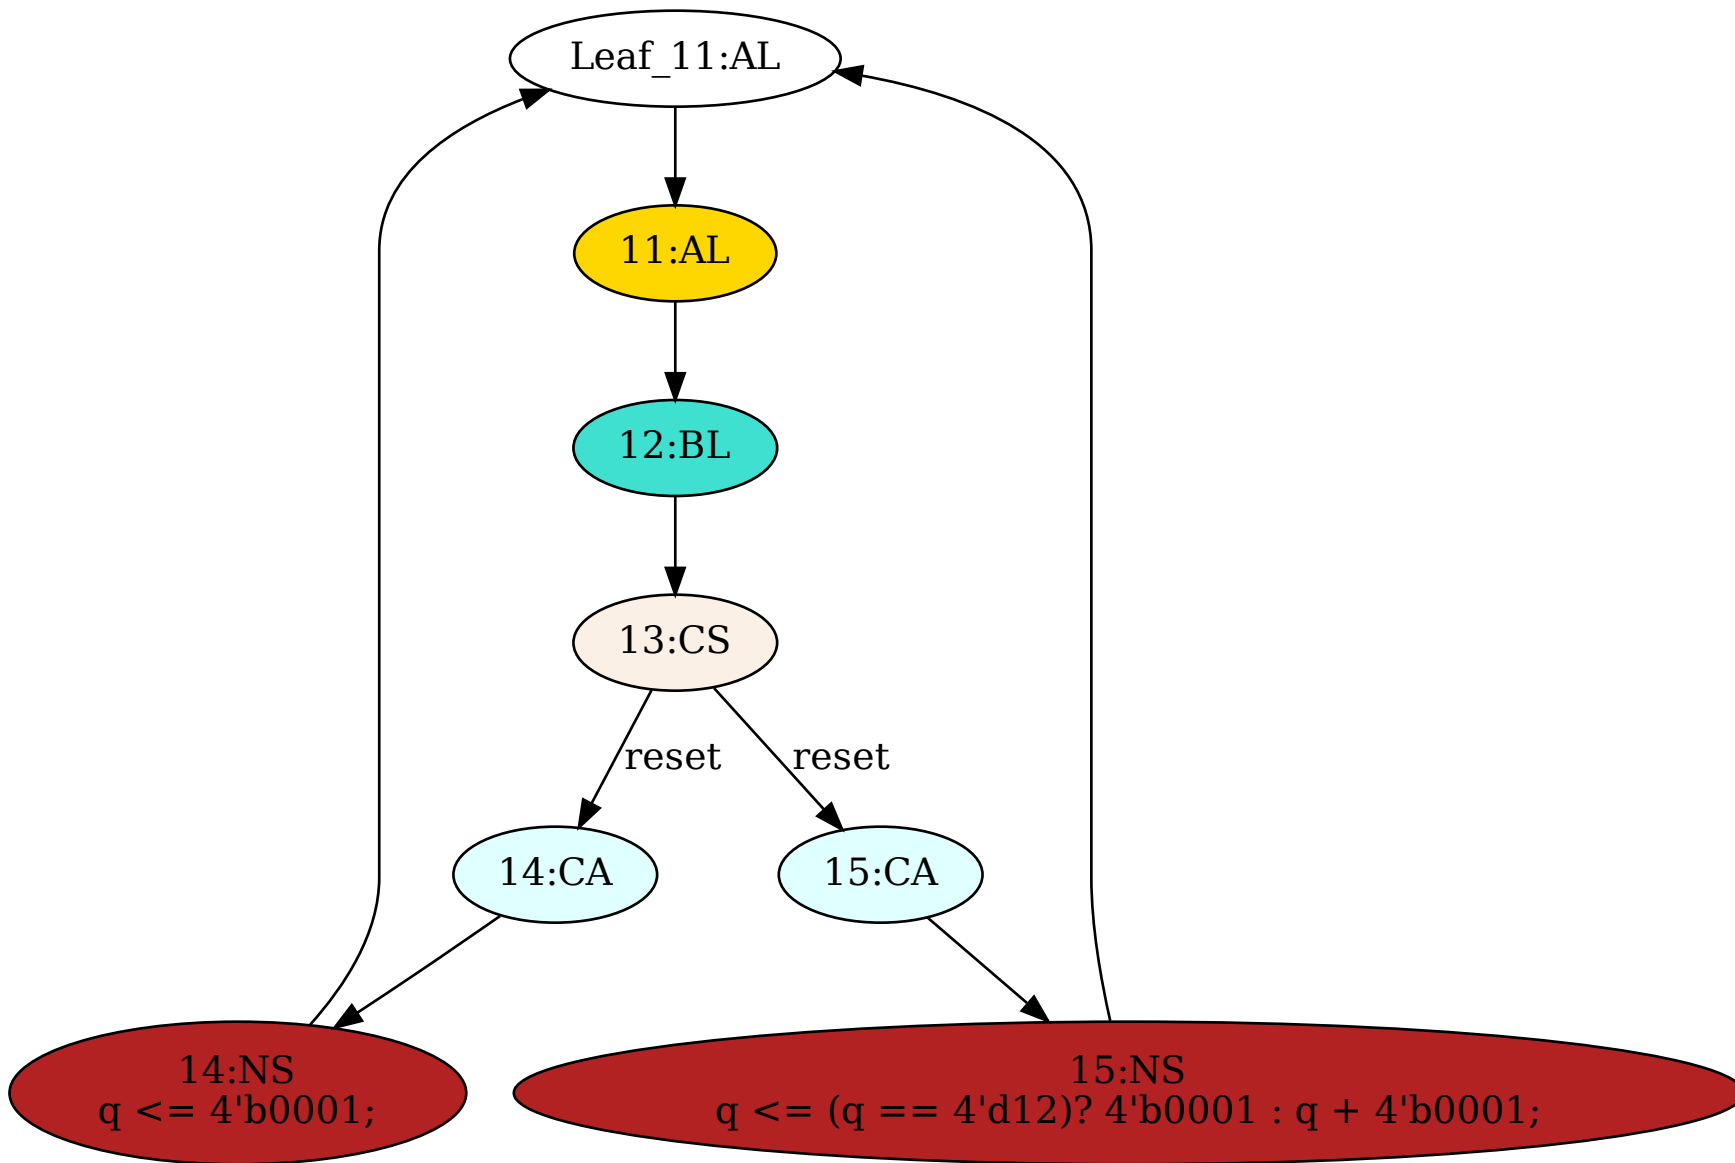 Leaf_11:AL
11:AL
12:BL
13:CS
reset
reset
14:CA
15:CA
14:NS
q <= 4'b0001;
15:NS
q <= (q == 4'd12)? 4'b0001 : q + 4'b0001;